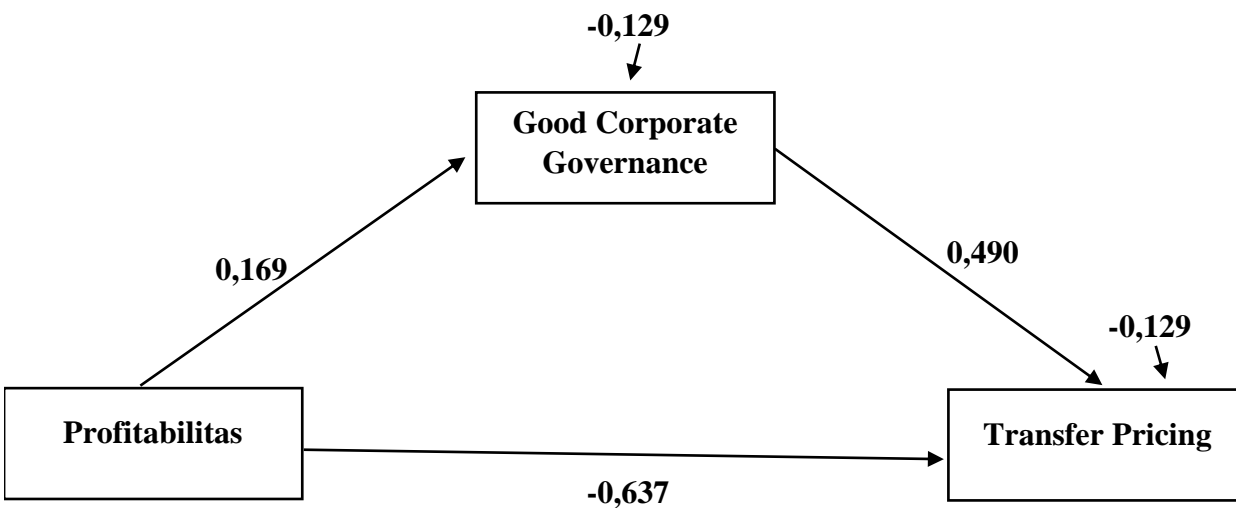 -0,129
Good Corporate
Governance
0,169
0,490
-0,129
Profitabilitas
Transfer Pricing
-0,637